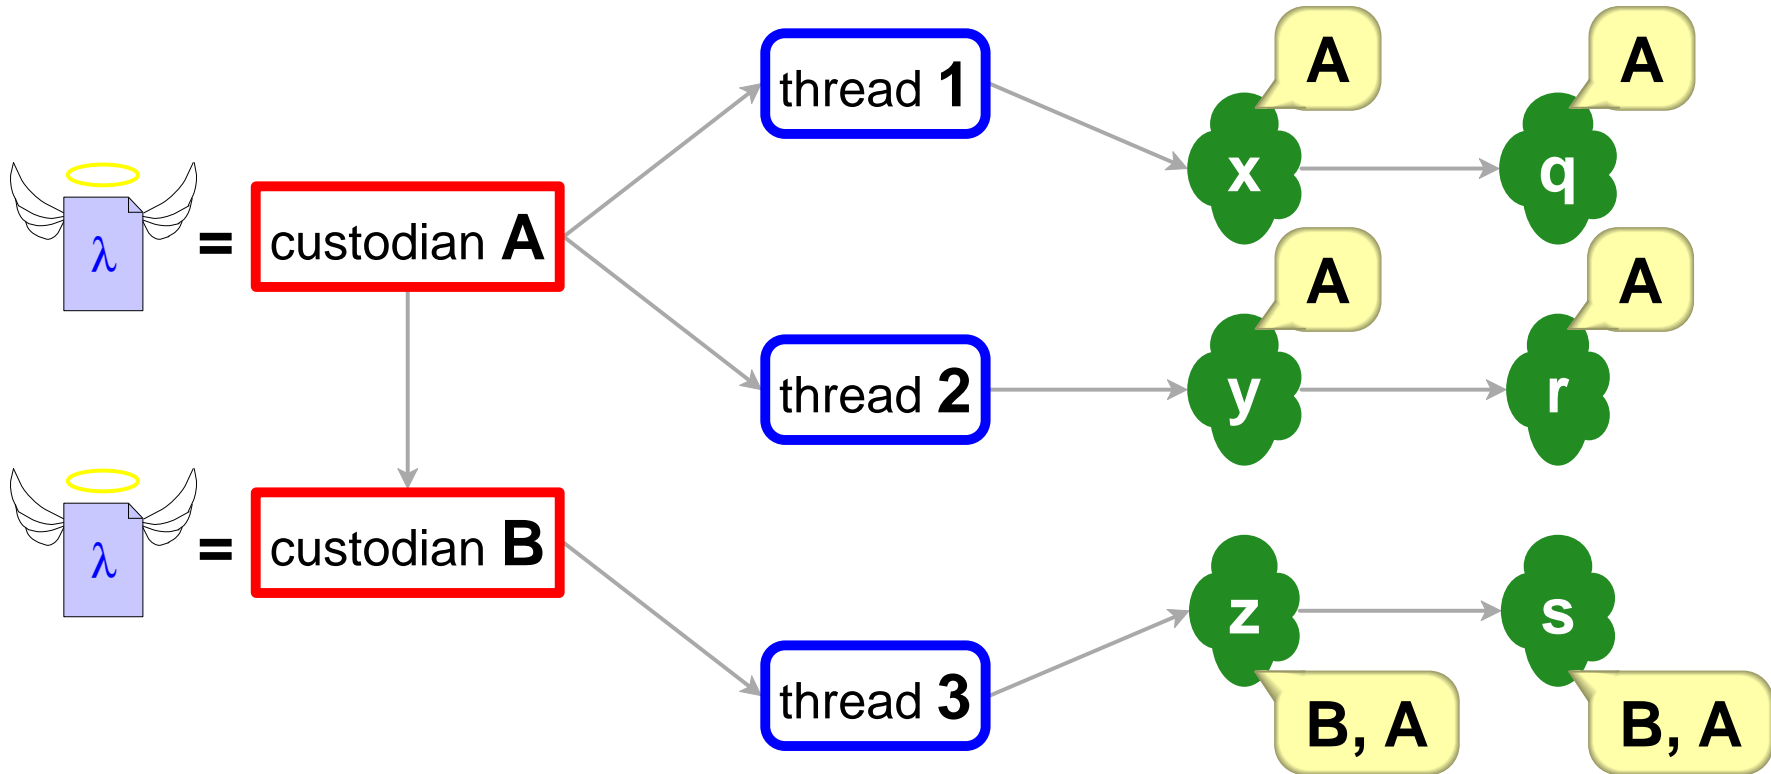 A
A
thread 1
x
q
λ
= custodian A
A
A
thread 2
y
r
λ
= custodian B
z
s
thread 3
B, A
B, A